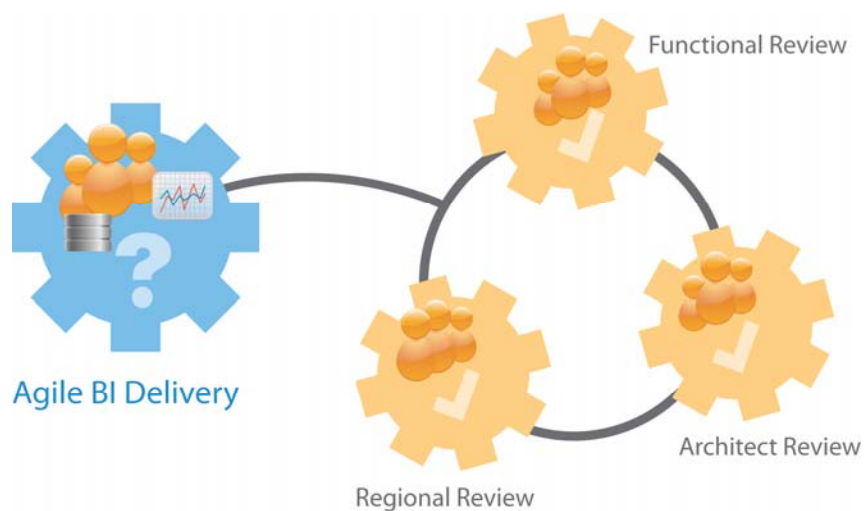 Functional Review
Agile BI Delivery
Architect Review
Regional Review